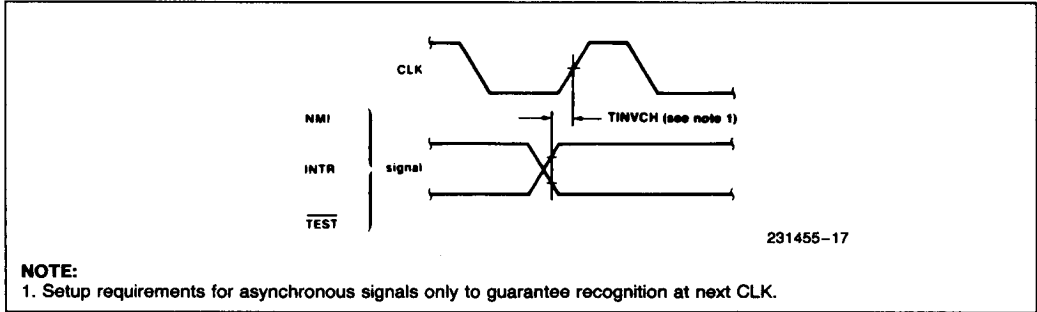 CLK
TINVCH (see note 1)
NMI
INTR
signal
TEST
231455–17
NOTE:
1. Setup requirements for asynchronous signals only to guarantee recognition at next CLK.